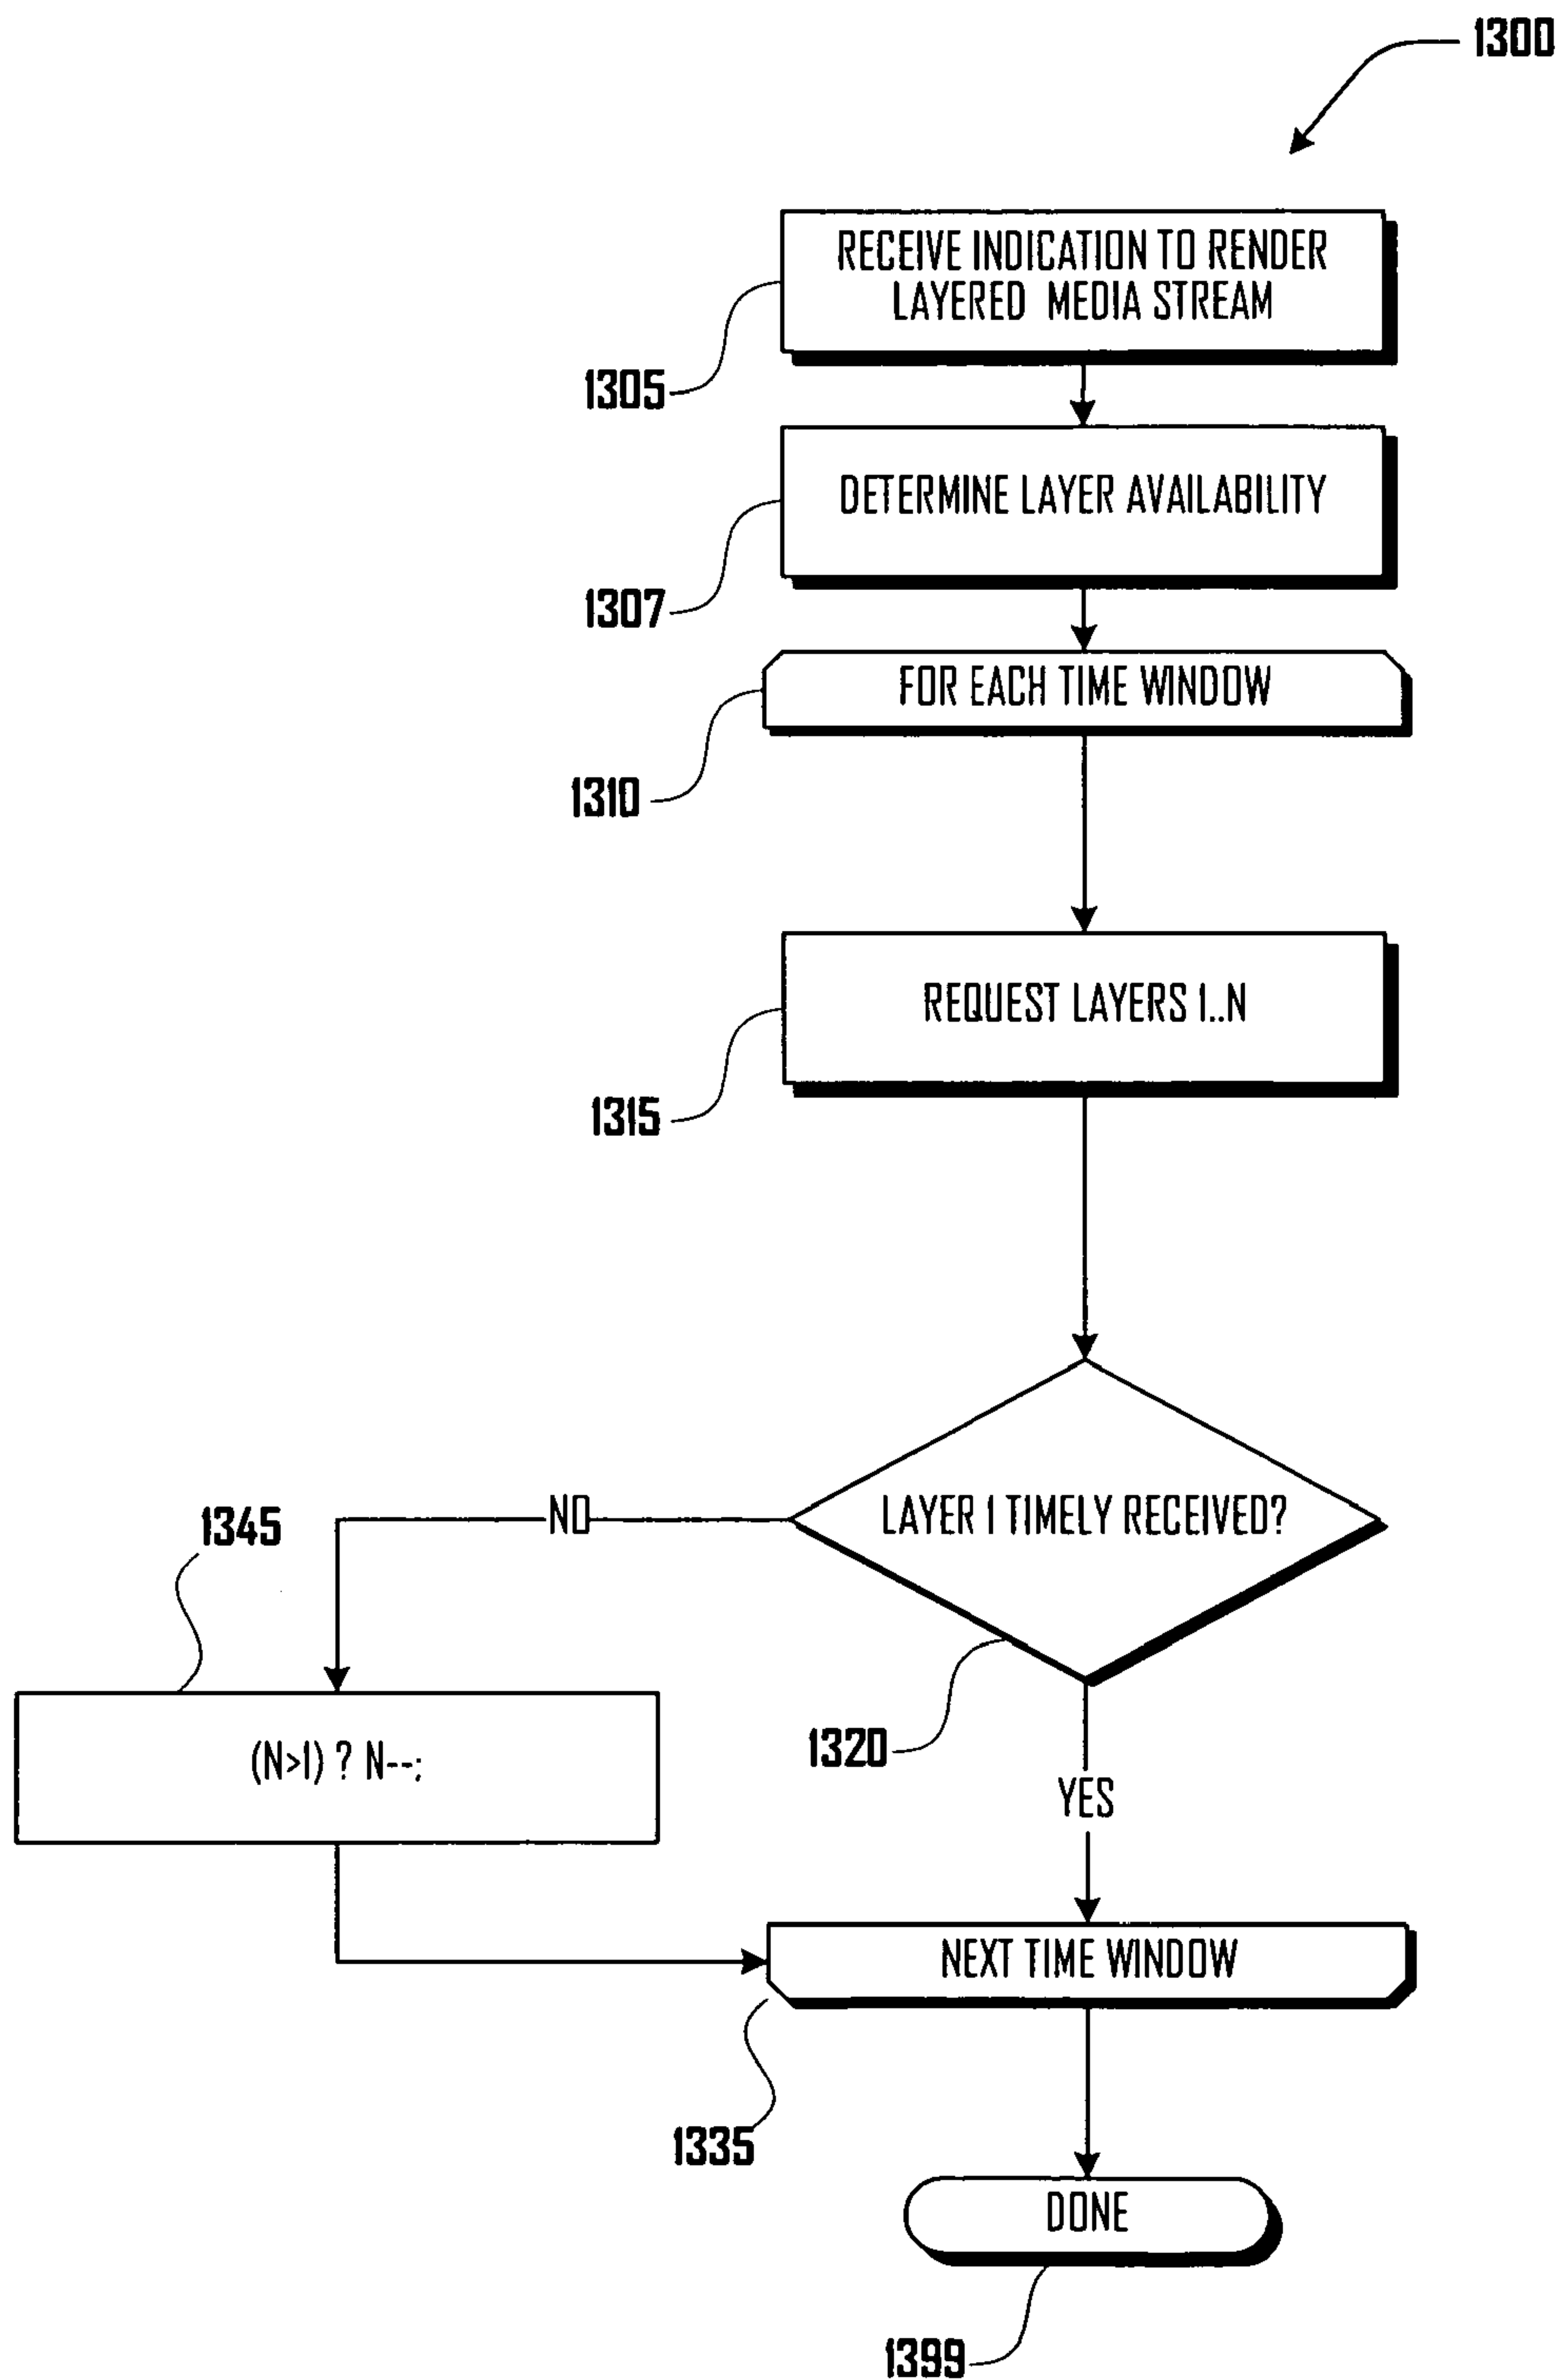 1300
RECEIVE INDICATION TO RENDER
LAYERED MEDIA STREAM
1305
DETERMINE LAYER AVAILABILITY
1307
FOR EACH TIME WINDOW
1310
REQUEST LAYERS 1..N
1315
LAYER 1 TIMELY RECEIVED?
NO
1345
1320
(N>1) ? N--;
YES
NEXT TIME WINDOW
1335
DONE
1399